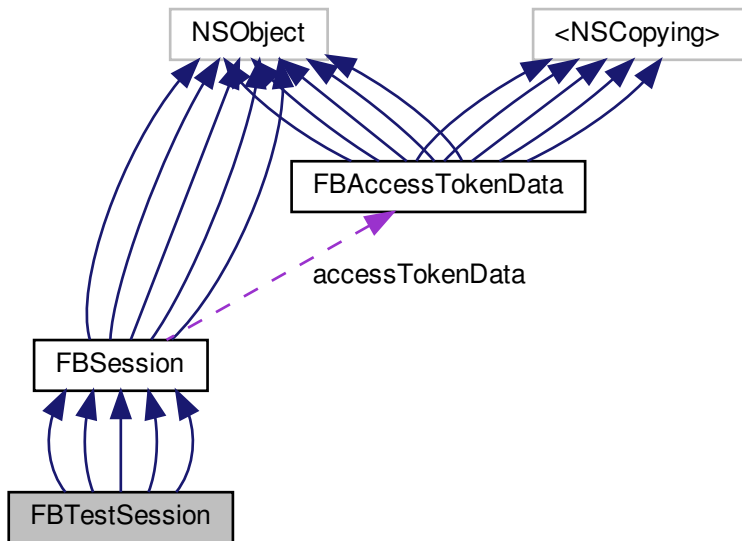 NSObject
<NSCopying>
FBAccessTokenData
accessTokenData
FBSession
FBTestSession